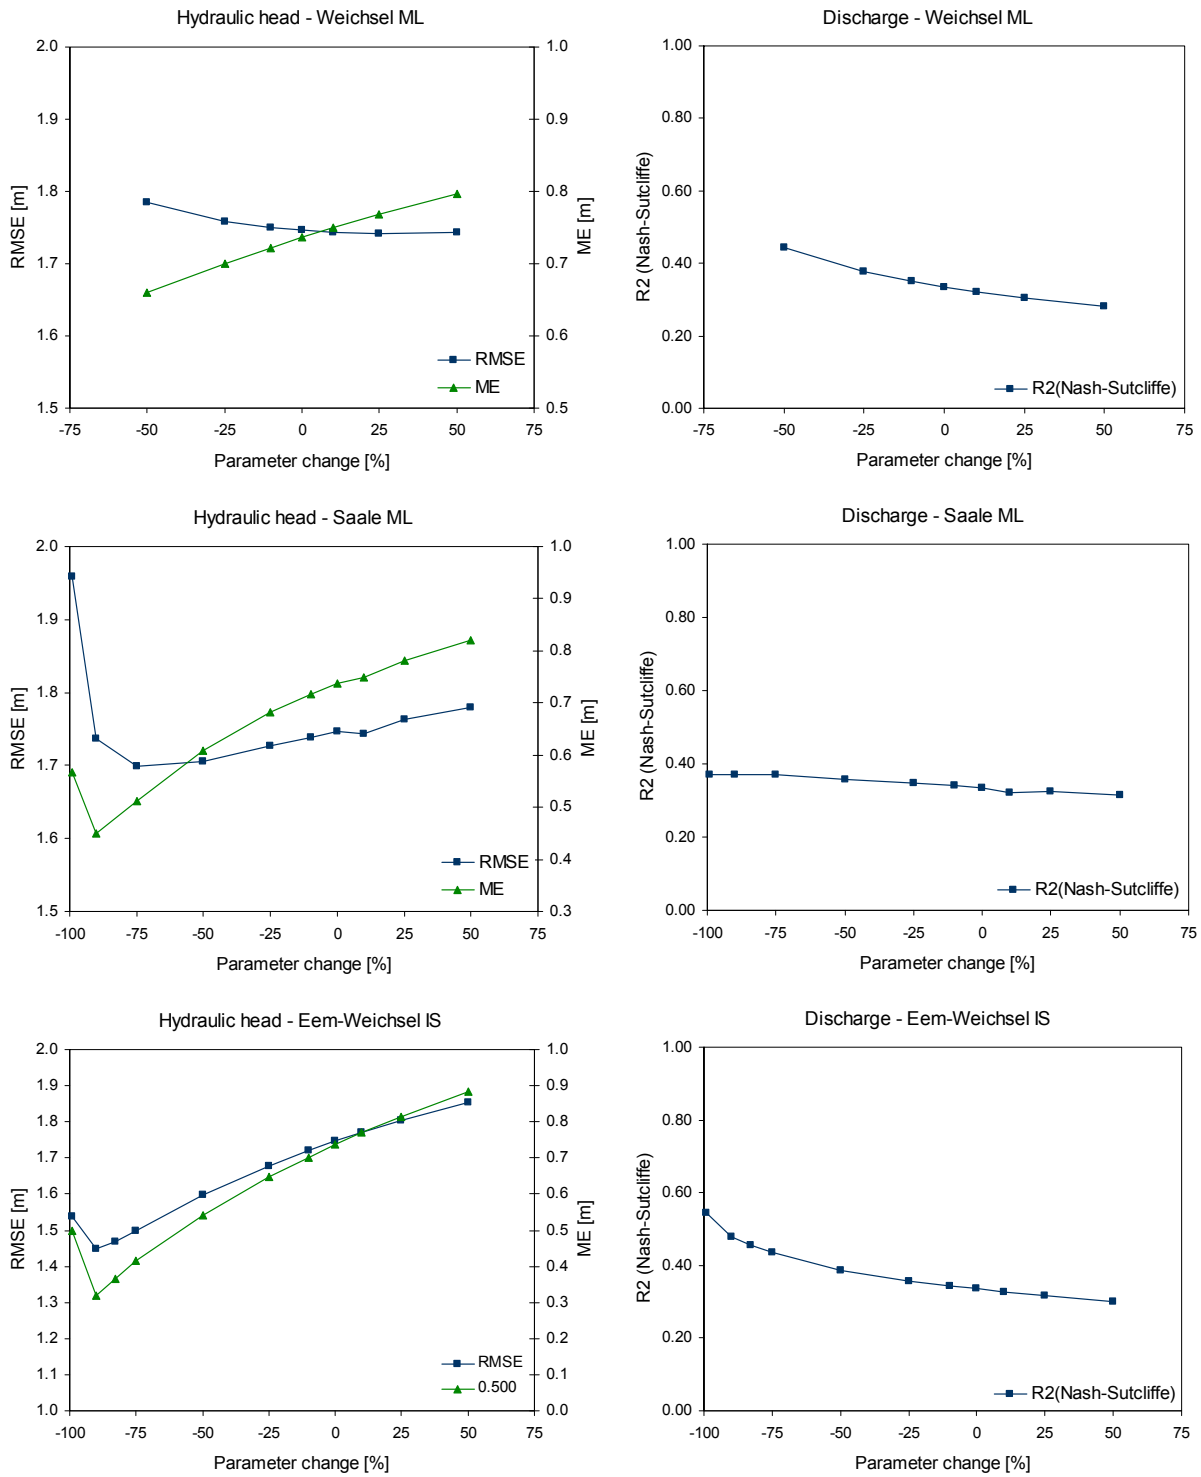 Hydraulic head - Weichsel ML
2.0
1.9
1.8
1.7
1.6
1.5
RMSE [m]
1.0
0.9
0.8
0.7
0.6
0.5
ME [m]
RMSE
ME
-75 -50 -25 0 25 50 75
Parameter change [%]
Discharge - Weichsel ML
1.00
0.80
0.60
0.40
0.20
0.00
R2 (Nash-Sutcliffe)
R2(Nash-Sutcliffe)
-75 -50 -25 0 25 50 75
Parameter change [%]
Hydraulic head - Saale ML
2.0
1.9
1.8
1.7
1.6
1.5
RMSE [m]
1.0
0.9
0.8
0.7
0.6
0.5
0.4
0.3
ME [m]
RMSE
ME
-100 -75 -50 -25 0 25 50 75
Parameter change [%]
Discharge - Saale ML
1.00
0.80
0.60
0.40
0.20
0.00
R2 (Nash-Sutcliffe)
R2(Nash-Sutcliffe)
-100 -75 -50 -25 0 25 50 75
Parameter change [%]
Hydraulic head - Eem-Weichsel IS
2.0
1.9
1.8
1.7
1.6
1.5
1.4
1.3
1.2
1.1
1.0
RMSE [m]
1.0
0.9
0.8
0.7
0.6
0.5
0.4
0.3
0.2
0.1
0.0
ME [m]
RMSE
0.500
-100 -75 -50 -25 0 25 50 75
Parameter change [%]
Discharge - Eem-Weichsel IS
1.00
0.80
0.60
0.40
0.20
0.00
R2 (Nash-Sutcliffe)
R2(Nash-Sutcliffe)
-100 -75 -50 -25 0 25 50 75
Parameter change [%]